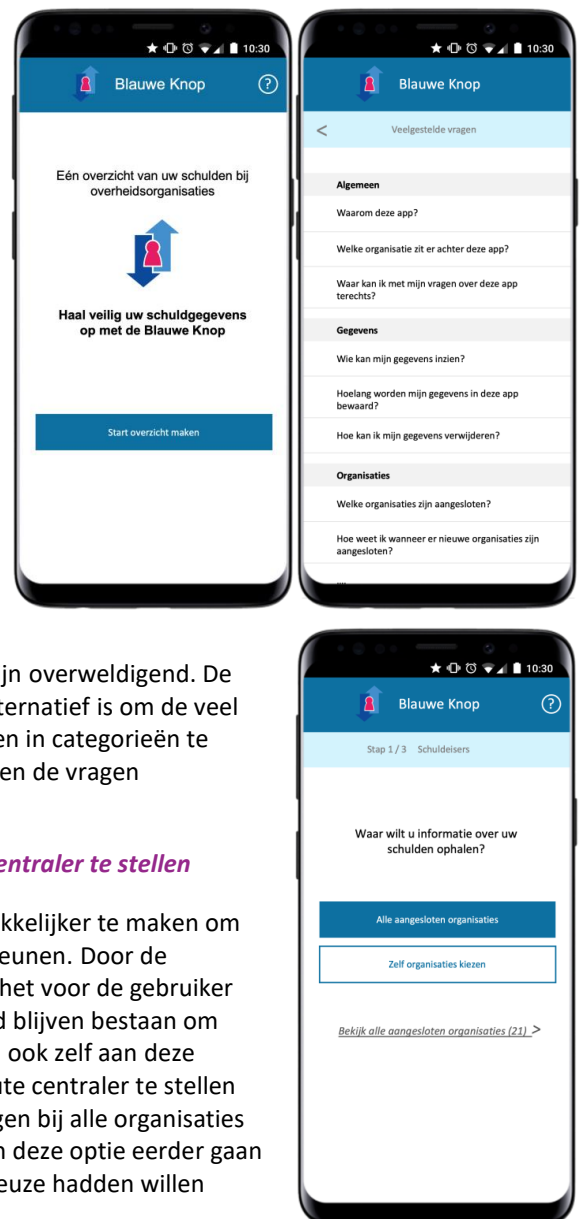 10:30
Blauwe Knop
?
Eén overzicht van uw schulden bij
overheidsorganisaties
Haal veilig uw schuldgegevens
op met de Blauwe Knop
Start overzicht maken
10:30
Blauwe Knop
< Veelgestelde vragen
Algemeen
Waarom deze app?
Welke organisatie zit er achter deze app?
Waar kan ik met mijn vragen over deze app
terechts?
Gegevens
Wie kan mijn gegevens inzien?
Hoelang worden mijn gegevens in deze app
bewaard?
Hoe kan ik mijn gegevens verwijderen?
Organisaties
Welke organisaties zijn aangesloten?
Hoe weet ik wanneer er nieuwe organisaties zijn
aangesloten?
ijn overweldigend. De
ternatief is om de veel
en in categorieën te
en de vragen
entraler te stellen
kkelijker te maken om
eunen. Door de
het voor de gebruiker
d blijven bestaan om
ook zelf aan deze
ute centraler te stellen
gen bij alle organisaties
n deze optie eerder gaan
euze hadden willen
10:30
Blauwe Knop
?
Stap 1 / 3 Schuldeisers
Waar wilt u informatie over uw
schulden ophalen?
Alle aangesloten organisaties
Zelf organisaties kiezen
Bekijk alle aangesloten organisaties (21) >